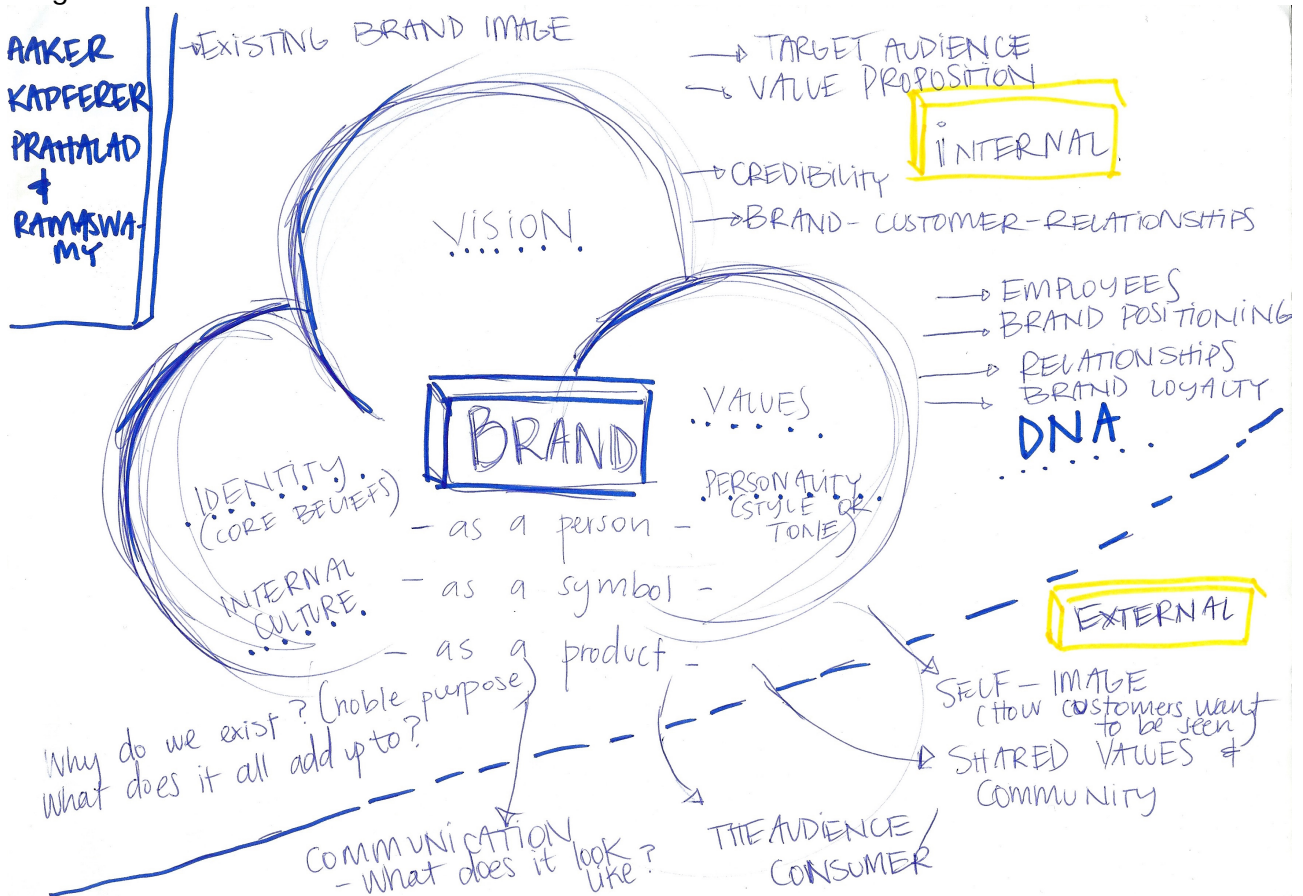 AAKER
KAPFERER
PRAHALAD
&
RAMASWA-
MY
EXISTING BRAND IMAGE
TARGET AUDIENCE
VALUE PROPOSITION
INTERNAL
CREDIBILITY
BRAND-CUSTOMER-RELATIONSHIPS
VISION
EMPLOYEES
BRAND POSITIONING
RELATIONSHIPS
BRAND LOYALTY
DNA
BRAND
VALUES
PERSONALITY
(STYLE OR
TONE)
IDENTITY
(CORE BELIEFS)
INTERNAL
CULTURE
- as a person -
- as a symbol -
- as a product -
Why do we exist? (noble purpose)
What does it all add up to?
EXTERNAL
SELF-IMAGE
(HOW customers want
to be seen)
SHARED VALUES &
COMMUNITY
COMMUNICATION
- What does it look
like?
THE AUDIENCE /
CONSUMER